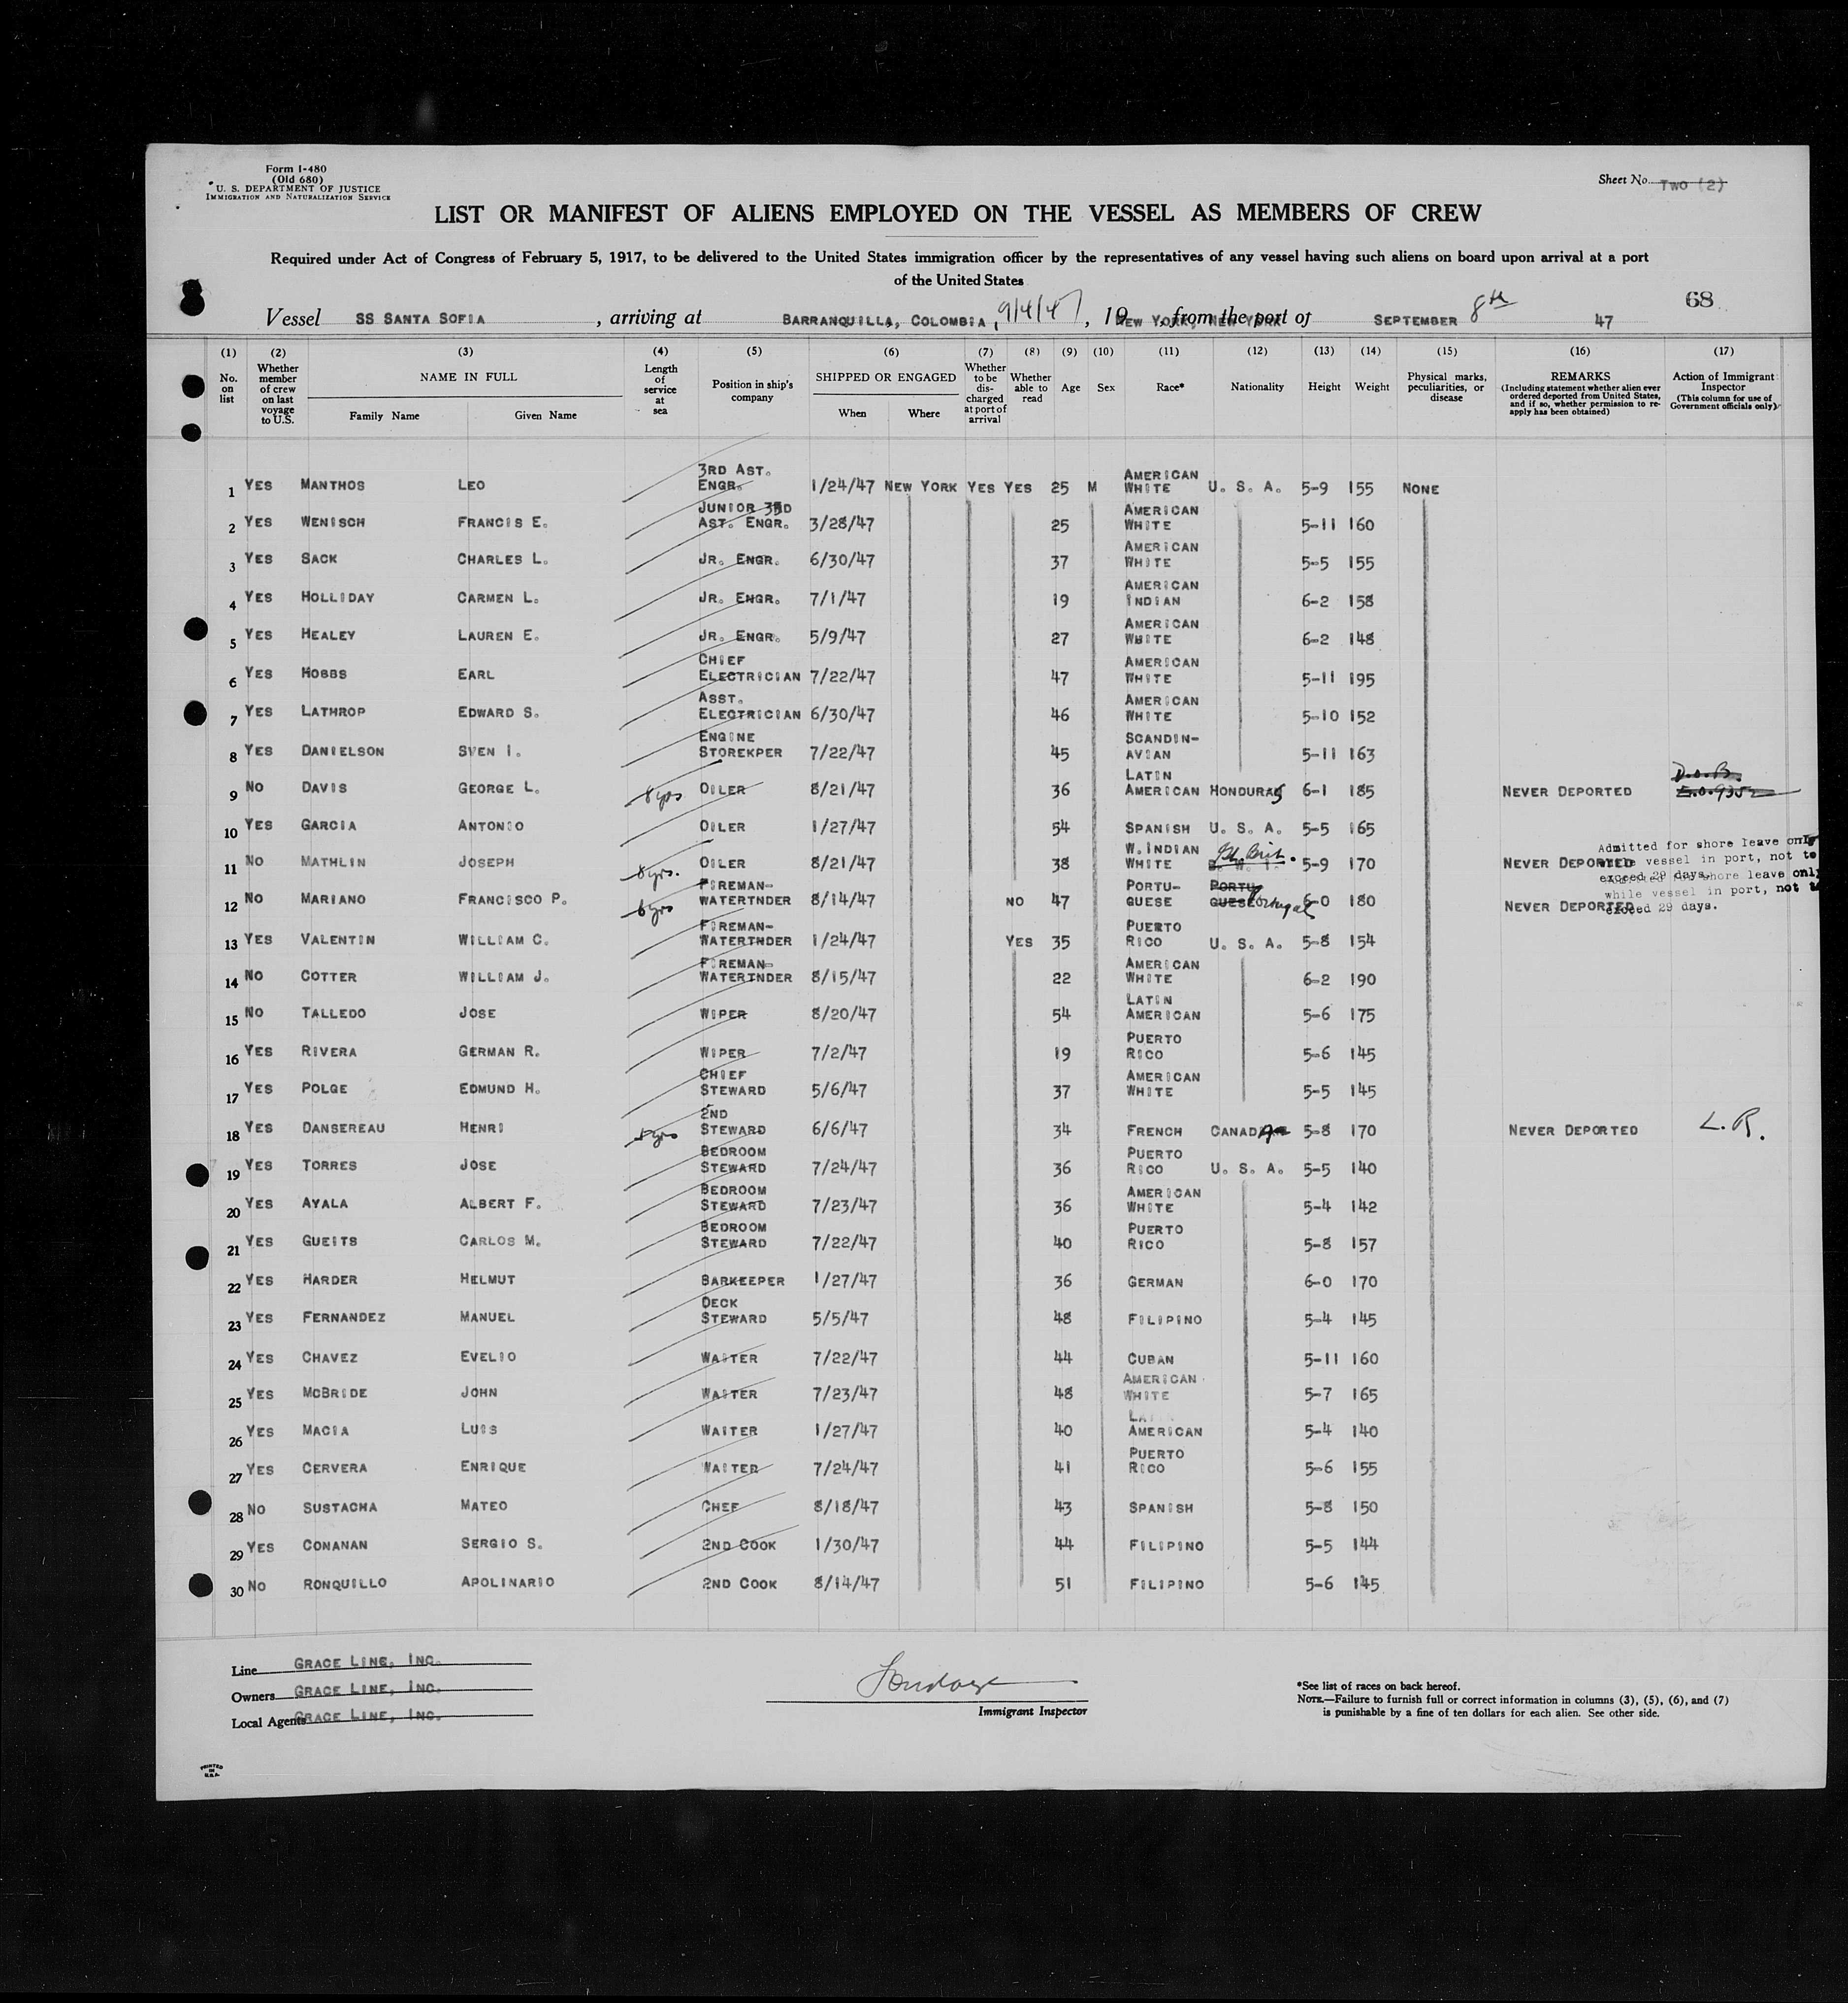 Form I-480
(Old 680)
U. S. DEPARTMENT OF JUSTICE
IMMIGRATION AND NATURALIZATION SERVICE
Sheet No. TWO (2)
LIST OR MANIFEST OF ALIENS EMPLOYED ON THE VESSEL AS MEMBERS OF CREW
Required under Act of Congress of February 5, 1917, to be delivered to the United States immigration officer by the representatives of any vessel having such aliens on board upon arrival at a port
of the United States
68
Vessel SS SANTA SOFIA, arriving at BARRANQUILLA, COLOMBIA, 9/4/47, 19 NEW YORK, NEW YORK, from the port of SEPTEMBER 8th 47
(1) (2) (3) (4) (5) (6) (7) (8) (9) (10) (11) (12) (13) (14) (15) (16) (17)
No. on list
Whether member of crew on last voyage to U.S.
NAME IN FULL
Family Name Given Name
Length of service at sea
Position in ship's company
SHIPPED OR ENGAGED
When Where
Whether to be discharged at port of arrival
Whether able to read
Age Sex Race* Nationality Height Weight
Physical marks, peculiarities, or disease
REMARKS
(Including statement whether alien ever ordered deported from United States, and if so, whether permission to reapply has been obtained)
Action of Immigrant Inspector
(This column for use of Government officials only)
1 YES MANTHOS LEO 3RD AST. ENGR. 1/24/47 NEW YORK YES YES 25 M AMERICAN WHITE U. S. A. 5-9 155 NONE
2 YES WENISCH FRANCIS E. JUNIOR 3RD AST. ENGR. 3/28/47 25 AMERICAN WHITE 5-11 160
3 YES SACK CHARLES L. JR. ENGR. 6/30/47 37 AMERICAN WHITE 5-5 155
4 YES HOLLIDAY CARMEN L. JR. ENGR. 7/1/47 19 AMERICAN INDIAN 6-2 158
5 YES HEALEY LAUREN E. JR. ENGR. 5/9/47 27 AMERICAN WHITE 6-2 148
6 YES HOBBS EARL CHIEF ELECTRICIAN 7/22/47 47 AMERICAN WHITE 5-11 195
7 YES LATHROP EDWARD S. ASST. ELECTRICIAN 6/30/47 46 AMERICAN WHITE 5-10 152
8 YES DANIELSON SVEN I. ENGINE STOREKPER 7/22/47 45 SCANDINAVIAN 5-11 163
9 NO DAVIS GEORGE L. 8yrs OILER 8/21/47 36 LATIN AMERICAN HONDURAS 6-1 185 NEVER DEPORTED D.O.B. E.O.9352
10 YES GARCIA ANTONIO OILER 1/27/47 54 SPANISH U. S. A. 5-5 165
11 NO MATHLIN JOSEPH 8yrs. OILER 8/21/47 38 W. INDIAN WHITE B. W. I. Brit. 5-9 170 NEVER DEPORTED Admitted for shore leave only while vessel in port, not to exceed 29 days.
12 NO MARIANO FRANCISCO P. 6yrs FIREMAN-WATERTNDER 8/14/47 NO 47 PORTUGUESE PORTUGUESE Portugal 6-0 180 NEVER DEPORTED Admitted for shore leave only while vessel in port, not to exceed 29 days.
13 YES VALENTIN WILLIAM C. FIREMAN-WATERTNDER 1/24/47 YES 35 PUERTO RICO U. S. A. 5-8 154
14 NO COTTER WILLIAM J. FIREMAN-WATERTNDER 8/15/47 22 AMERICAN WHITE 6-2 190
15 NO TALLEDO JOSE WIPER 8/20/47 54 LATIN AMERICAN 5-6 175
16 YES RIVERA GERMAN R. WIPER 7/2/47 19 PUERTO RICO 5-6 145
17 YES POLGE EDMUND H. CHIEF STEWARD 5/6/47 37 AMERICAN WHITE 5-5 145
18 YES DANSEREAU HENRI yrs 2ND STEWARD 6/6/47 34 FRENCH CANADA 5-8 170 NEVER DEPORTED L.R.
19 YES TORRES JOSE BEDROOM STEWARD 7/24/47 36 PUERTO RICO U. S. A. 5-5 140
20 YES AYALA ALBERT F. BEDROOM STEWARD 7/23/47 36 AMERICAN WHITE 5-4 142
21 YES GUEITS CARLOS M. BEDROOM STEWARD 7/22/47 40 PUERTO RICO 5-8 157
22 YES HARDER HELMUT BARKEEPER 1/27/47 36 GERMAN 6-0 170
23 YES FERNANDEZ MANUEL DECK STEWARD 5/5/47 48 FILIPINO 5-4 145
24 YES CHAVEZ EVELIO WAITER 7/22/47 44 CUBAN 5-11 160
25 YES MCBRIDE JOHN WAITER 7/23/47 48 AMERICAN WHITE 5-7 165
26 YES MACIA LUIS WAITER 1/27/47 40 LATIN AMERICAN 5-4 140
27 YES CERVERA ENRIQUE WAITER 7/24/47 41 PUERTO RICO 5-6 155
28 NO SUSTACHA MATEO CHEF 8/18/47 43 SPANISH 5-8 150
29 YES CONANAN SERGIO S. 2ND COOK 1/30/47 44 FILIPINO 5-5 144
30 NO RONQUILLO APOLINARIO 2ND COOK 8/14/47 51 FILIPINO 5-6 145
Line GRACE LINE, INC.
Owners GRACE LINE, INC.
Local Agents GRACE LINE, INC.
Immigrant Inspector
*See list of races on back hereof.
NOTE.—Failure to furnish full or correct information in columns (3), (5), (6), and (7)
is punishable by a fine of ten dollars for each alien. See other side.
PRINTED
IN
U.S.A.